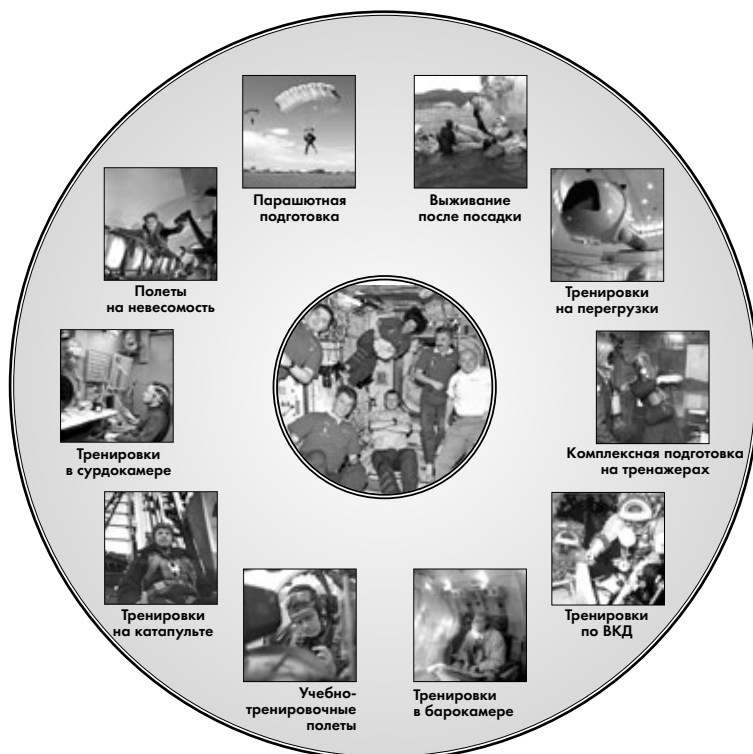 Парашютная
подготовка
Выживание
после посадки
Полеты
на невесомость
Тренировки
на перегрузки
Тренировки
в сурдокамере
Комплексная подготовка
на тренажерах
Тренировки
на катапульте
Тренировки
по ВКД
Учебно-
тренировочные
полеты
Тренировки
в барокамере